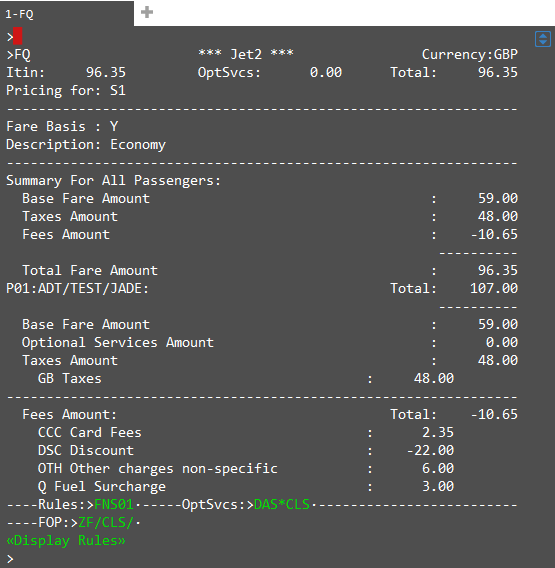 1-FQ
>
>FQ *** Jet2 *** Currency:GBP
Itin: 96.35 OptSvcs: 0.00 Total: 96.35
Pricing for: S1
----------------------------------------------------------------
Fare Basis : Y
Description: Economy
----------------------------------------------------------------
Summary For All Passengers:
Base Fare Amount : 59.00
Taxes Amount : 48.00
Fees Amount : -10.65
----------
Total Fare Amount : 96.35
P01:ADT/TEST/JADE: Total: 107.00
----------
Base Fare Amount : 59.00
Optional Services Amount : 0.00
Taxes Amount : 48.00
GB Taxes : 48.00
----------------------------------------------------------------
Fees Amount: Total: -10.65
CCC Card Fees : 2.35
DSC Discount : -22.00
OTH Other charges non-specific : 6.00
Q Fuel Surcharge : 3.00
----Rules:>FNS01·-----OptSvcs:>DAS*CLS·-------------------------
----FOP:>ZF/CLS/·
«Display Rules»
>